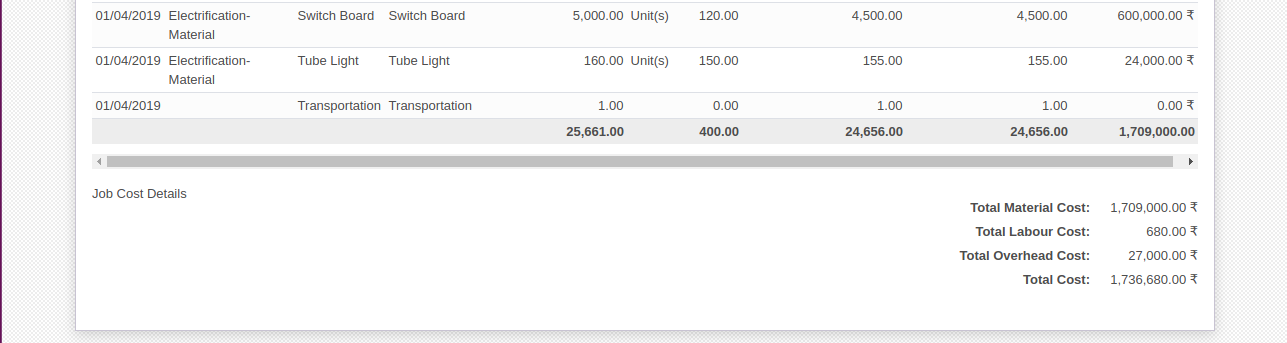 01/04/2019 Electrification- Switch Board Switch Board 5,000.00 Unit(s) 120.00 4,500.00 4,500.00 600,000.00 ₹
Material
01/04/2019 Electrification- Tube Light Tube Light 160.00 Unit(s) 150.00 155.00 155.00 24,000.00 ₹
Material
01/04/2019 Transportation Transportation 1.00 0.00 1.00 1.00 0.00 ₹
25,661.00 400.00 24,656.00 24,656.00 1,709,000.00
Job Cost Details
Total Material Cost: 1,709,000.00 ₹
Total Labour Cost: 680.00 ₹
Total Overhead Cost: 27,000.00 ₹
Total Cost: 1,736,680.00 ₹